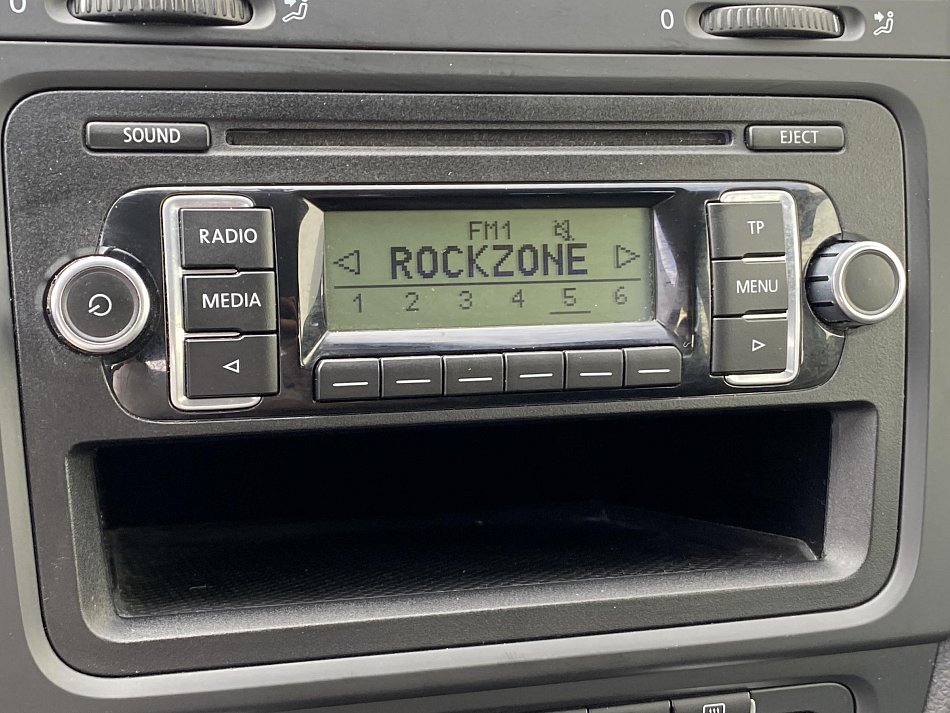 0
0
SOUND
EJECT
RADIO
FM1
TP
ROCKZONE
MEDIA
MENU
1 2 3 4 5 6